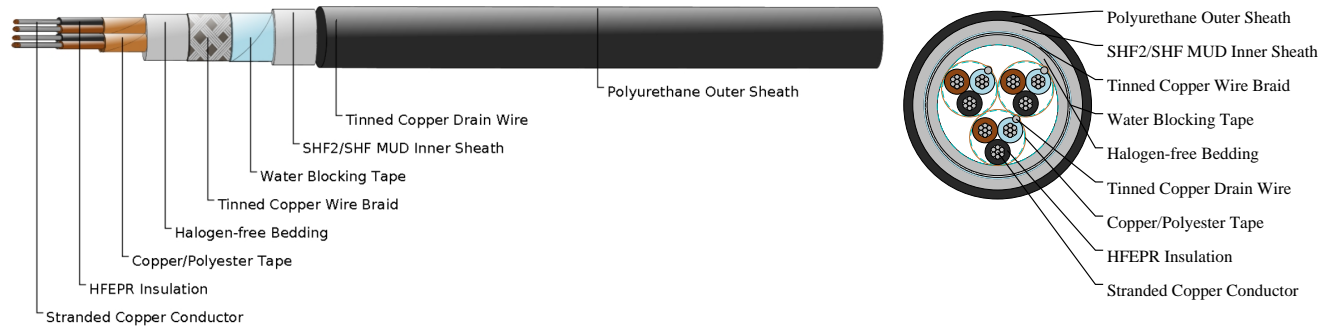 Polyurethane Outer Sheath
Tinned Copper Drain Wire
SHF2/SHF MUD Inner Sheath
Water Blocking Tape
Tinned Copper Wire Braid
Halogen-free Bedding
Copper/Polyester Tape
HFEPR Insulation
Stranded Copper Conductor
Polyurethane Outer Sheath
SHF2/SHF MUD Inner Sheath
Tinned Copper Wire Braid
Water Blocking Tape
Halogen-free Bedding
Tinned Copper Drain Wire
Copper/Polyester Tape
HFEPR Insulation
Stranded Copper Conductor